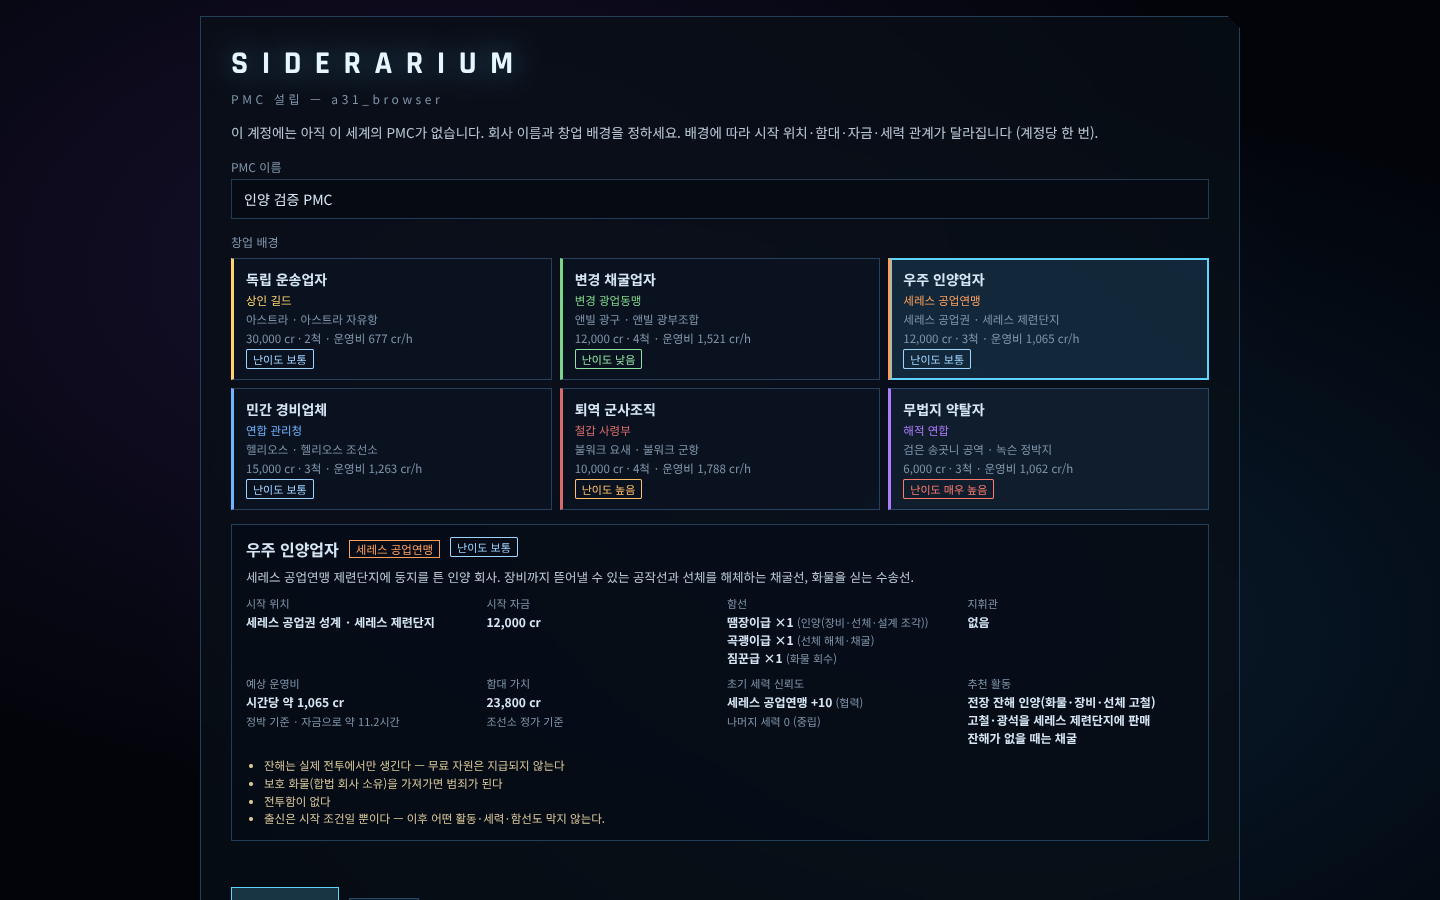 SIDERARIUM
PMC 설립 — a31_browser
이 계정에는 아직 이 세계의 PMC가 없습니다. 회사 이름과 창업 배경을 정하세요. 배경에 따라 시작 위치·함대·자금·세력 관계가 달라집니다 (계정당 한 번).
PMC 이름
인양 검증 PMC
창업 배경
독립 운송업자
상인 길드
아스트라 · 아스트라 자유항
30,000 cr · 2척 · 운영비 677 cr/h
난이도 보통
변경 채굴업자
변경 광업동맹
앤빌 광구 · 앤빌 광부조합
12,000 cr · 4척 · 운영비 1,521 cr/h
난이도 낮음
우주 인양업자
세레스 공업연맹
세레스 공업권 · 세레스 제련단지
12,000 cr · 3척 · 운영비 1,065 cr/h
난이도 보통
민간 경비업체
연합 관리청
헬리오스 · 헬리오스 조선소
15,000 cr · 3척 · 운영비 1,263 cr/h
난이도 보통
퇴역 군사조직
철갑 사령부
불워크 요새 · 불워크 군항
10,000 cr · 4척 · 운영비 1,788 cr/h
난이도 높음
무법지 약탈자
해적 연합
검은 송곳니 공역 · 녹슨 정박지
6,000 cr · 3척 · 운영비 1,062 cr/h
난이도 매우 높음
우주 인양업자 세레스 공업연맹 난이도 보통
세레스 공업연맹 제련단지에 둥지를 튼 인양 회사. 장비까지 뜯어낼 수 있는 공작선과 선체를 해체하는 채굴선, 화물을 싣는 수송선.
시작 위치
세레스 공업권 성계 · 세레스 제련단지
시작 자금
12,000 cr
함선
땜장이급 ×1 (인양(장비·선체·설계 조각))
곡괭이급 ×1 (선체 해체·채굴)
짐꾼급 ×1 (화물 회수)
지휘관
없음
예상 운영비
시간당 약 1,065 cr
정박 기준 · 자금으로 약 11.2시간
함대 가치
23,800 cr
조선소 정가 기준
초기 세력 신뢰도
세레스 공업연맹 +10 (협력)
나머지 세력 0 (중립)
추천 활동
전장 잔해 인양(화물·장비·선체 고철)
고철·광석을 세레스 제련단지에 판매
잔해가 없을 때는 채굴
• 잔해는 실제 전투에서만 생긴다 — 무료 자원은 지급되지 않는다
• 보호 화물(합법 회사 소유)을 가져가면 범죄가 된다
• 전투함이 없다
• 출신은 시작 조건일 뿐이다 — 이후 어떤 활동·세력·함선도 막지 않는다.